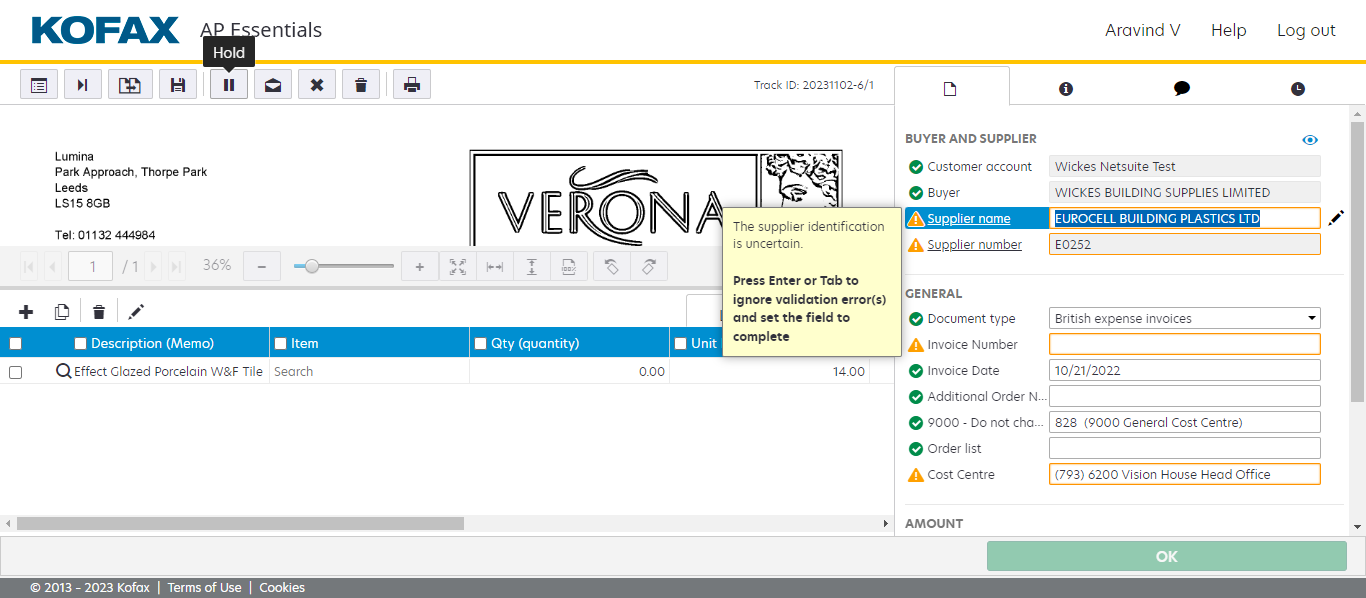 KOFAX AP Essentials
Aravind V Help Log out
Hold
Track ID: 20231102-6/1
Lumina
Park Approach, Thorpe Park
Leeds
LS15 8GB
Tel: 01132 444984
VERONA
1 / 1 36%
100%
Description (Memo) Item Qty (quantity) Unit
Effect Glazed Porcelain W&F Tile Search 0.00 14.00
The supplier identification
is uncertain.
Press Enter or Tab to
ignore validation error(s)
and set the field to
complete
BUYER AND SUPPLIER
Customer account Wickes Netsuite Test
Buyer WICKES BUILDING SUPPLIES LIMITED
Supplier name EUROCELL BUILDING PLASTICS LTD
Supplier number E0252
GENERAL
Document type British expense invoices
Invoice Number
Invoice Date 10/21/2022
Additional Order N...
9000 - Do not cha... 828 (9000 General Cost Centre)
Order list
Cost Centre (793) 6200 Vision House Head Office
AMOUNT
OK
© 2013 - 2023 Kofax | Terms of Use | Cookies